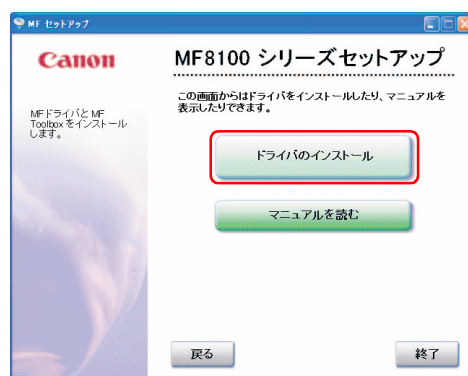 MF セットアップ
Canon
MF8100 シリーズセットアップ
この画面からはドライバをインストールしたり、マニュアルを
表示したりできます。
MFドライバと MF
Toolbox をインストール
します。
ドライバのインストール
マニュアルを読む
戻る
終了